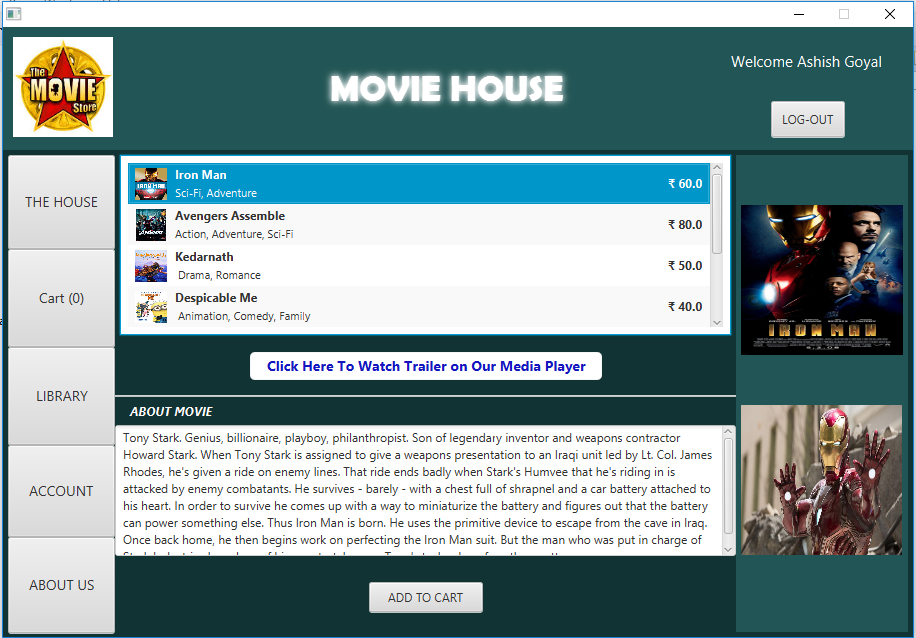 The
MOVIE
Store
MOVIE HOUSE
Welcome Ashish Goyal
LOG-OUT
THE HOUSE
Cart (0)
LIBRARY
ACCOUNT
ABOUT US
Iron Man
Sci-Fi, Adventure
₹ 60.0
Avengers Assemble
Action, Adventure, Sci-Fi
₹ 80.0
Kedarnath
Drama, Romance
₹ 50.0
Despicable Me
Animation, Comedy, Family
₹ 40.0
Click Here To Watch Trailer on Our Media Player
ABOUT MOVIE
Tony Stark. Genius, billionaire, playboy, philanthropist. Son of legendary inventor and weapons contractor
Howard Stark. When Tony Stark is assigned to give a weapons presentation to an Iraqi unit led by Lt. Col. James
Rhodes, he's given a ride on enemy lines. That ride ends badly when Stark's Humvee that he's riding in is
attacked by enemy combatants. He survives - barely - with a chest full of shrapnel and a car battery attached to
his heart. In order to survive he comes up with a way to miniaturize the battery and figures out that the battery
can power something else. Thus Iron Man is born. He uses the primitive device to escape from the cave in Iraq.
Once back home, he then begins work on perfecting the Iron Man suit. But the man who was put in charge of
ADD TO CART
IRON MAN